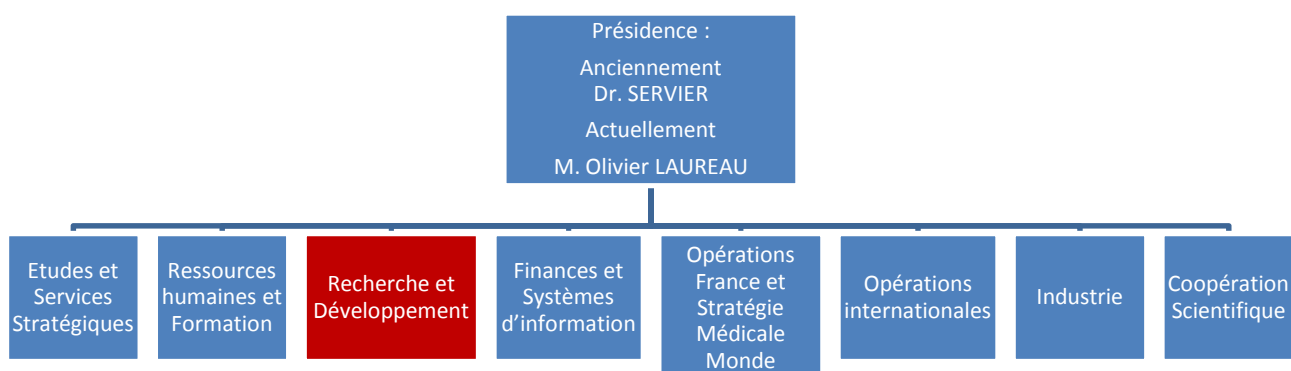 Présidence :
Anciennement
Dr. SERVIER
Actuellement
M. Olivier LAUREAU
Etudes et
Services
Stratégiques
Ressources
humaines et
Formation
Recherche et
Développement
Finances et
Systèmes
d’information
Opérations
France et
Stratégie
Médicale
Monde
Opérations
internationales
Industrie
Coopération
Scientifique